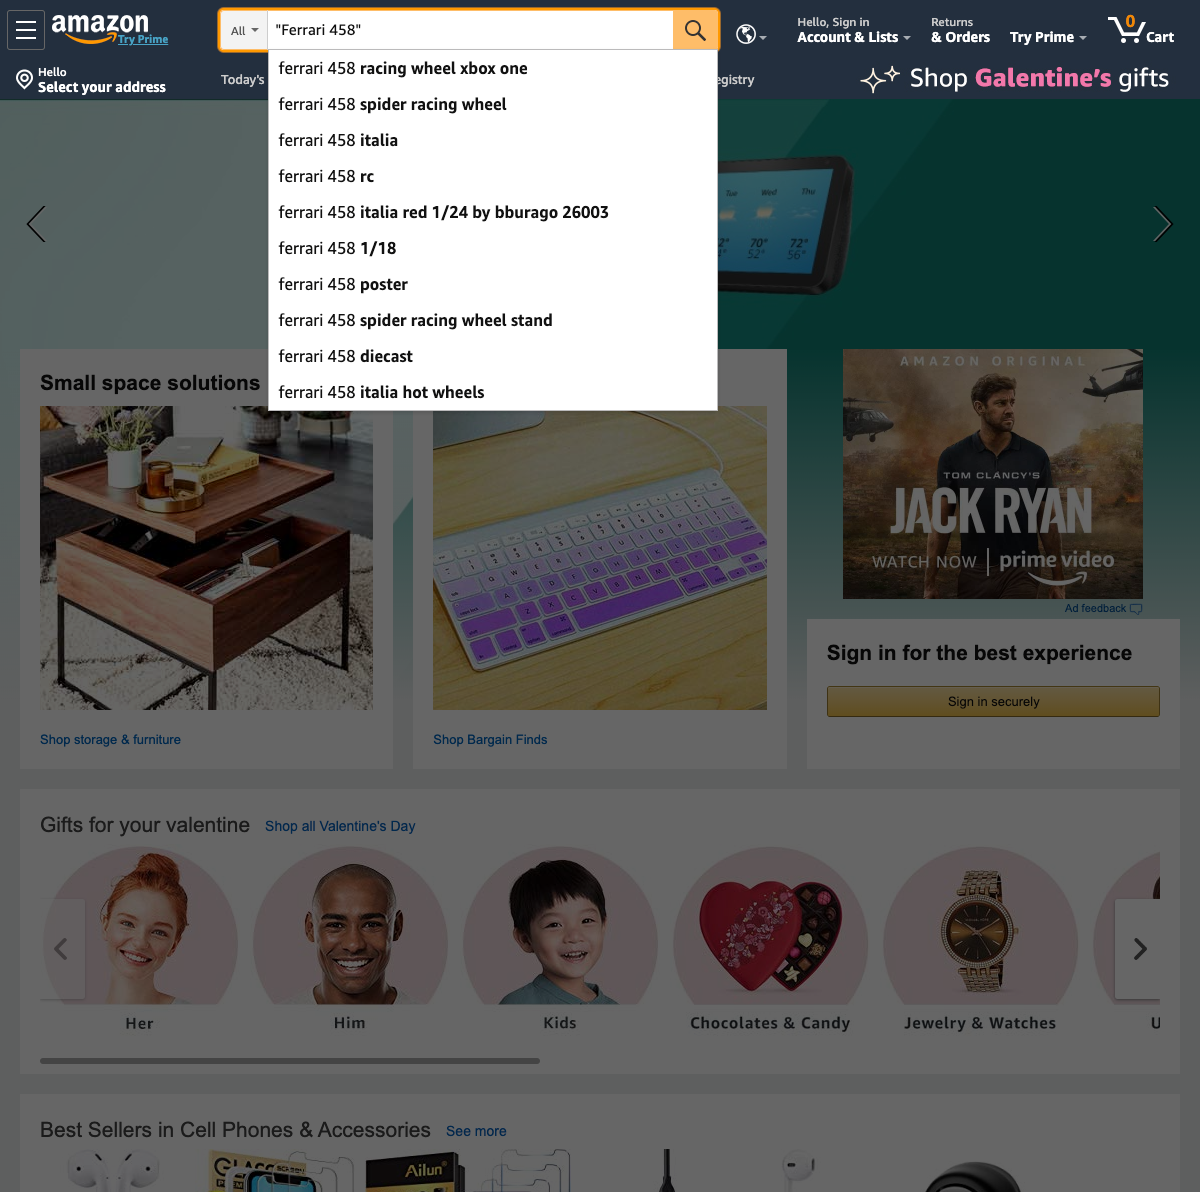 amazon
Try Prime
All
"Ferrari 458"
Hello, Sign in
Account & Lists
Returns
& Orders
Try Prime
0
Cart
Hello
Select your address
Today's
egistry
Shop Galentine's gifts
ferrari 458 racing wheel xbox one
ferrari 458 spider racing wheel
ferrari 458 italia
ferrari 458 rc
ferrari 458 italia red 1/24 by bburago 26003
ferrari 458 1/18
ferrari 458 poster
ferrari 458 spider racing wheel stand
ferrari 458 diecast
ferrari 458 italia hot wheels
Tue Wed Thu
70° 72°
52° 56°
Small space solutions
Shop storage & furniture
Shop Bargain Finds
AMAZON ORIGINAL
TOM CLANCY'S
JACK RYAN
WATCH NOW | prime video
Ad feedback
Sign in for the best experience
Sign in securely
Gifts for your valentine
Shop all Valentine's Day
Her
Him
Kids
Chocolates & Candy
Jewelry & Watches
U
Best Sellers in Cell Phones & Accessories
See more
GLASS SCREEN
Ailun